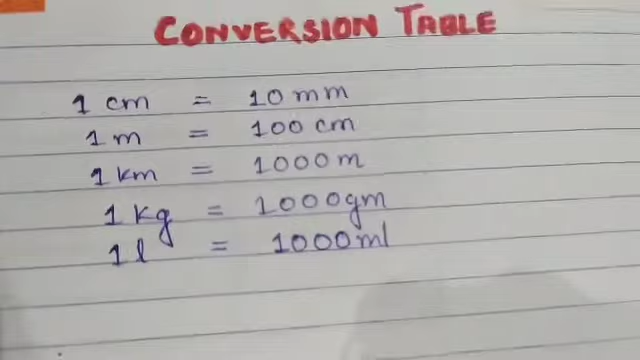 CONVERSION TABLE
1 cm = 10 mm
1 m = 100 cm
1 km = 1000 m
1 kg = 1000gm
1 l = 1000ml